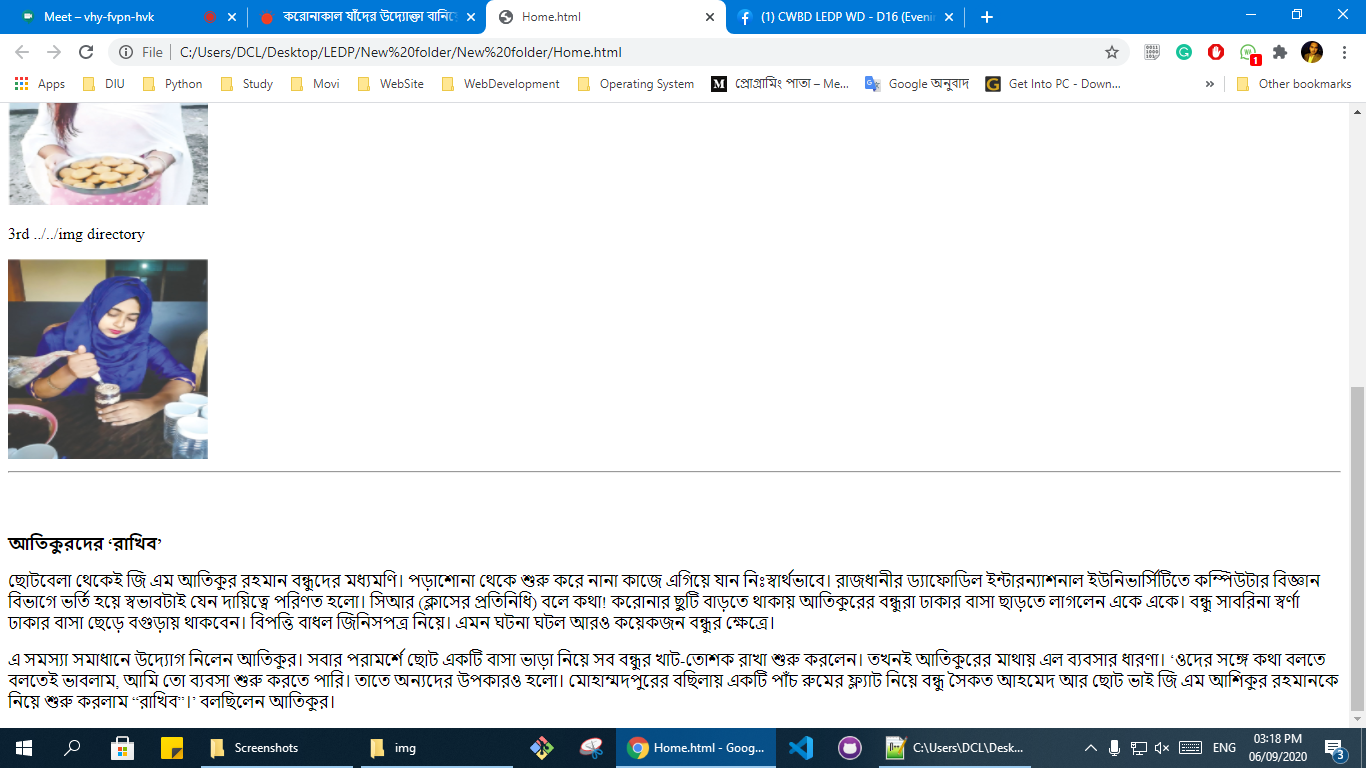 Meet – vhy-fvpn-hvk
করোনাকাল যাঁদের উদ্যোক্তা বানিয়ে
Home.html
(1) CWBD LEDP WD - D16 (Eveni
File
C:/Users/DCL/Desktop/LEDP/New%20folder/New%20folder/Home.html
1
Apps
DIU
Python
Study
Movi
WebSite
WebDevelopment
Operating System
প্রোগ্রামিং পাতা – Me...
Google অনুবাদ
Get Into PC - Down...
»
Other bookmarks
3rd ../../img directory
আতিকুরদের ‘রাখিব’
ছোটবেলা থেকেই জি এম আতিকুর রহমান বন্ধুদের মধ্যমণি। পড়াশোনা থেকে শুরু করে নানা কাজে এগিয়ে যান নিঃস্বার্থভাবে। রাজধানীর ড্যাফোডিল ইন্টারন্যাশনাল ইউনিভার্সিটিতে কম্পিউটার বিজ্ঞান
বিভাগে ভর্তি হয়ে স্বভাবটাই যেন দায়িত্বে পরিণত হলো। সিআর (ক্লাসের প্রতিনিধি) বলে কথা! করোনার ছুটি বাড়তে থাকায় আতিকুরের বন্ধুরা ঢাকার বাসা ছাড়তে লাগলেন একে একে। বন্ধু সাবরিনা স্বর্ণা
ঢাকার বাসা ছেড়ে বগুড়ায় থাকবেন। বিপত্তি বাধল জিনিসপত্র নিয়ে। এমন ঘটনা ঘটল আরও কয়েকজন বন্ধুর ক্ষেত্রে।
এ সমস্যা সমাধানে উদ্যোগ নিলেন আতিকুর। সবার পরামর্শে ছোট একটি বাসা ভাড়া নিয়ে সব বন্ধুর খাট-তোশক রাখা শুরু করলেন। তখনই আতিকুরের মাথায় এল ব্যবসার ধারণা। ‘ওদের সঙ্গে কথা বলতে
বলতেই ভাবলাম, আমি তো ব্যবসা শুরু করতে পারি। তাতে অন্যদের উপকারও হলো। মোহাম্মদপুরের বছিলায় একটি পাঁচ রুমের ফ্ল্যাট নিয়ে বন্ধু সৈকত আহমেদ আর ছোট ভাই জি এম আশিকুর রহমানকে
নিয়ে শুরু করলাম “রাখিব”।’ বলছিলেন আতিকুর।
Screenshots
img
Home.html - Goog...
C:\Users\DCL\Desk...
ENG
03:18 PM
06/09/2020
3